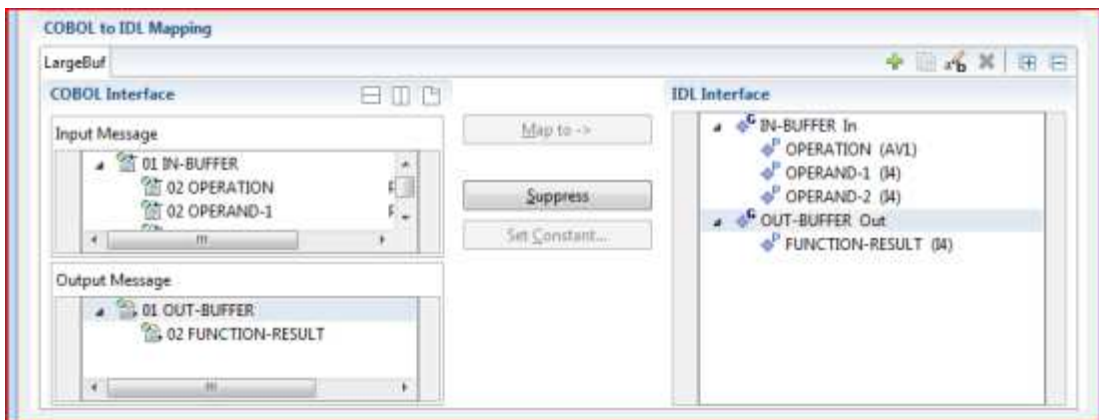 COBOL to IDL Mapping
LargeBuf
COBOL Interface
Input Message
01 IN-BUFFER
02 OPERATION
02 OPERAND-1
Output Message
01 OUT-BUFFER
02 FUNCTION-RESULT
Map to ->
Suppress
Set Constant...
IDL Interface
IN-BUFFER In
OPERATION (AV1)
OPERAND-1 (I4)
OPERAND-2 (I4)
OUT-BUFFER Out
FUNCTION-RESULT (I4)